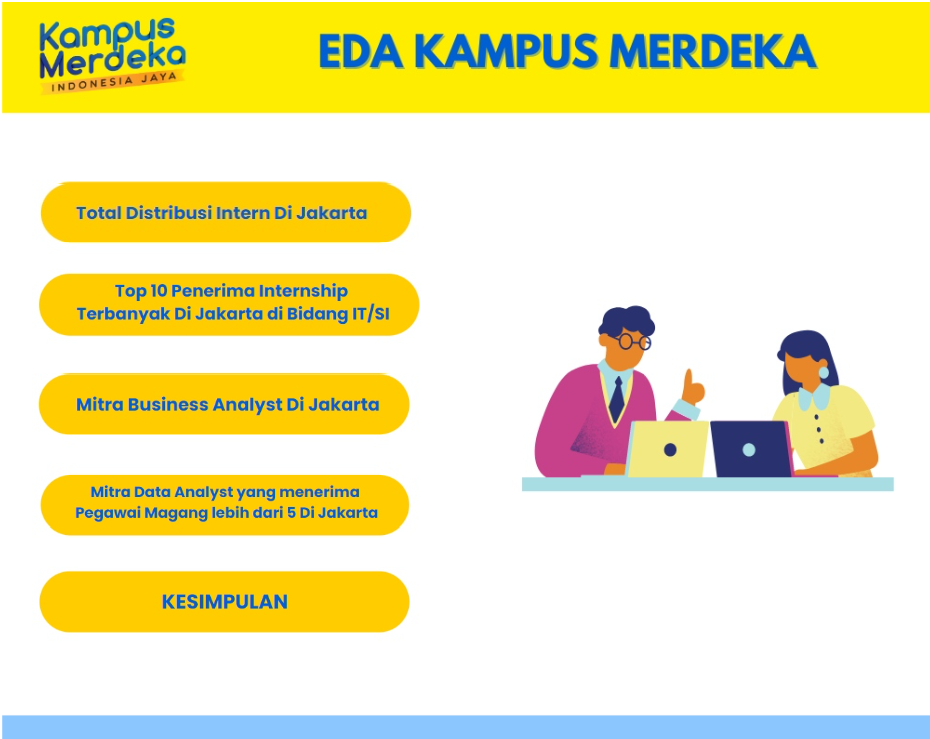 Kampus
Merdeka
INDONESIA JAYA
EDA KAMPUS MERDEKA
Total Distribusi Intern Di Jakarta
Top 10 Penerima Internship
Terbanyak Di Jakarta di Bidang IT/SI
Mitra Business Analyst Di Jakarta
Mitra Data Analyst yang menerima
Pegawai Magang lebih dari 5 Di Jakarta
KESIMPULAN